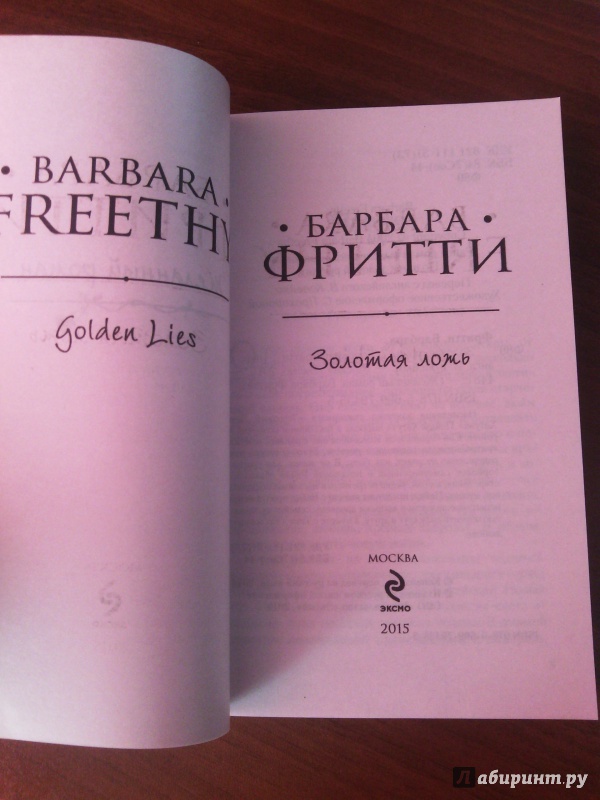 • BARBARA •
FREETHY
Golden Lies
• БАРБАРА •
ФРИТТИ
Золотая ложь
МОСКВА
ЭКСМО
2015
лабиринт.ру